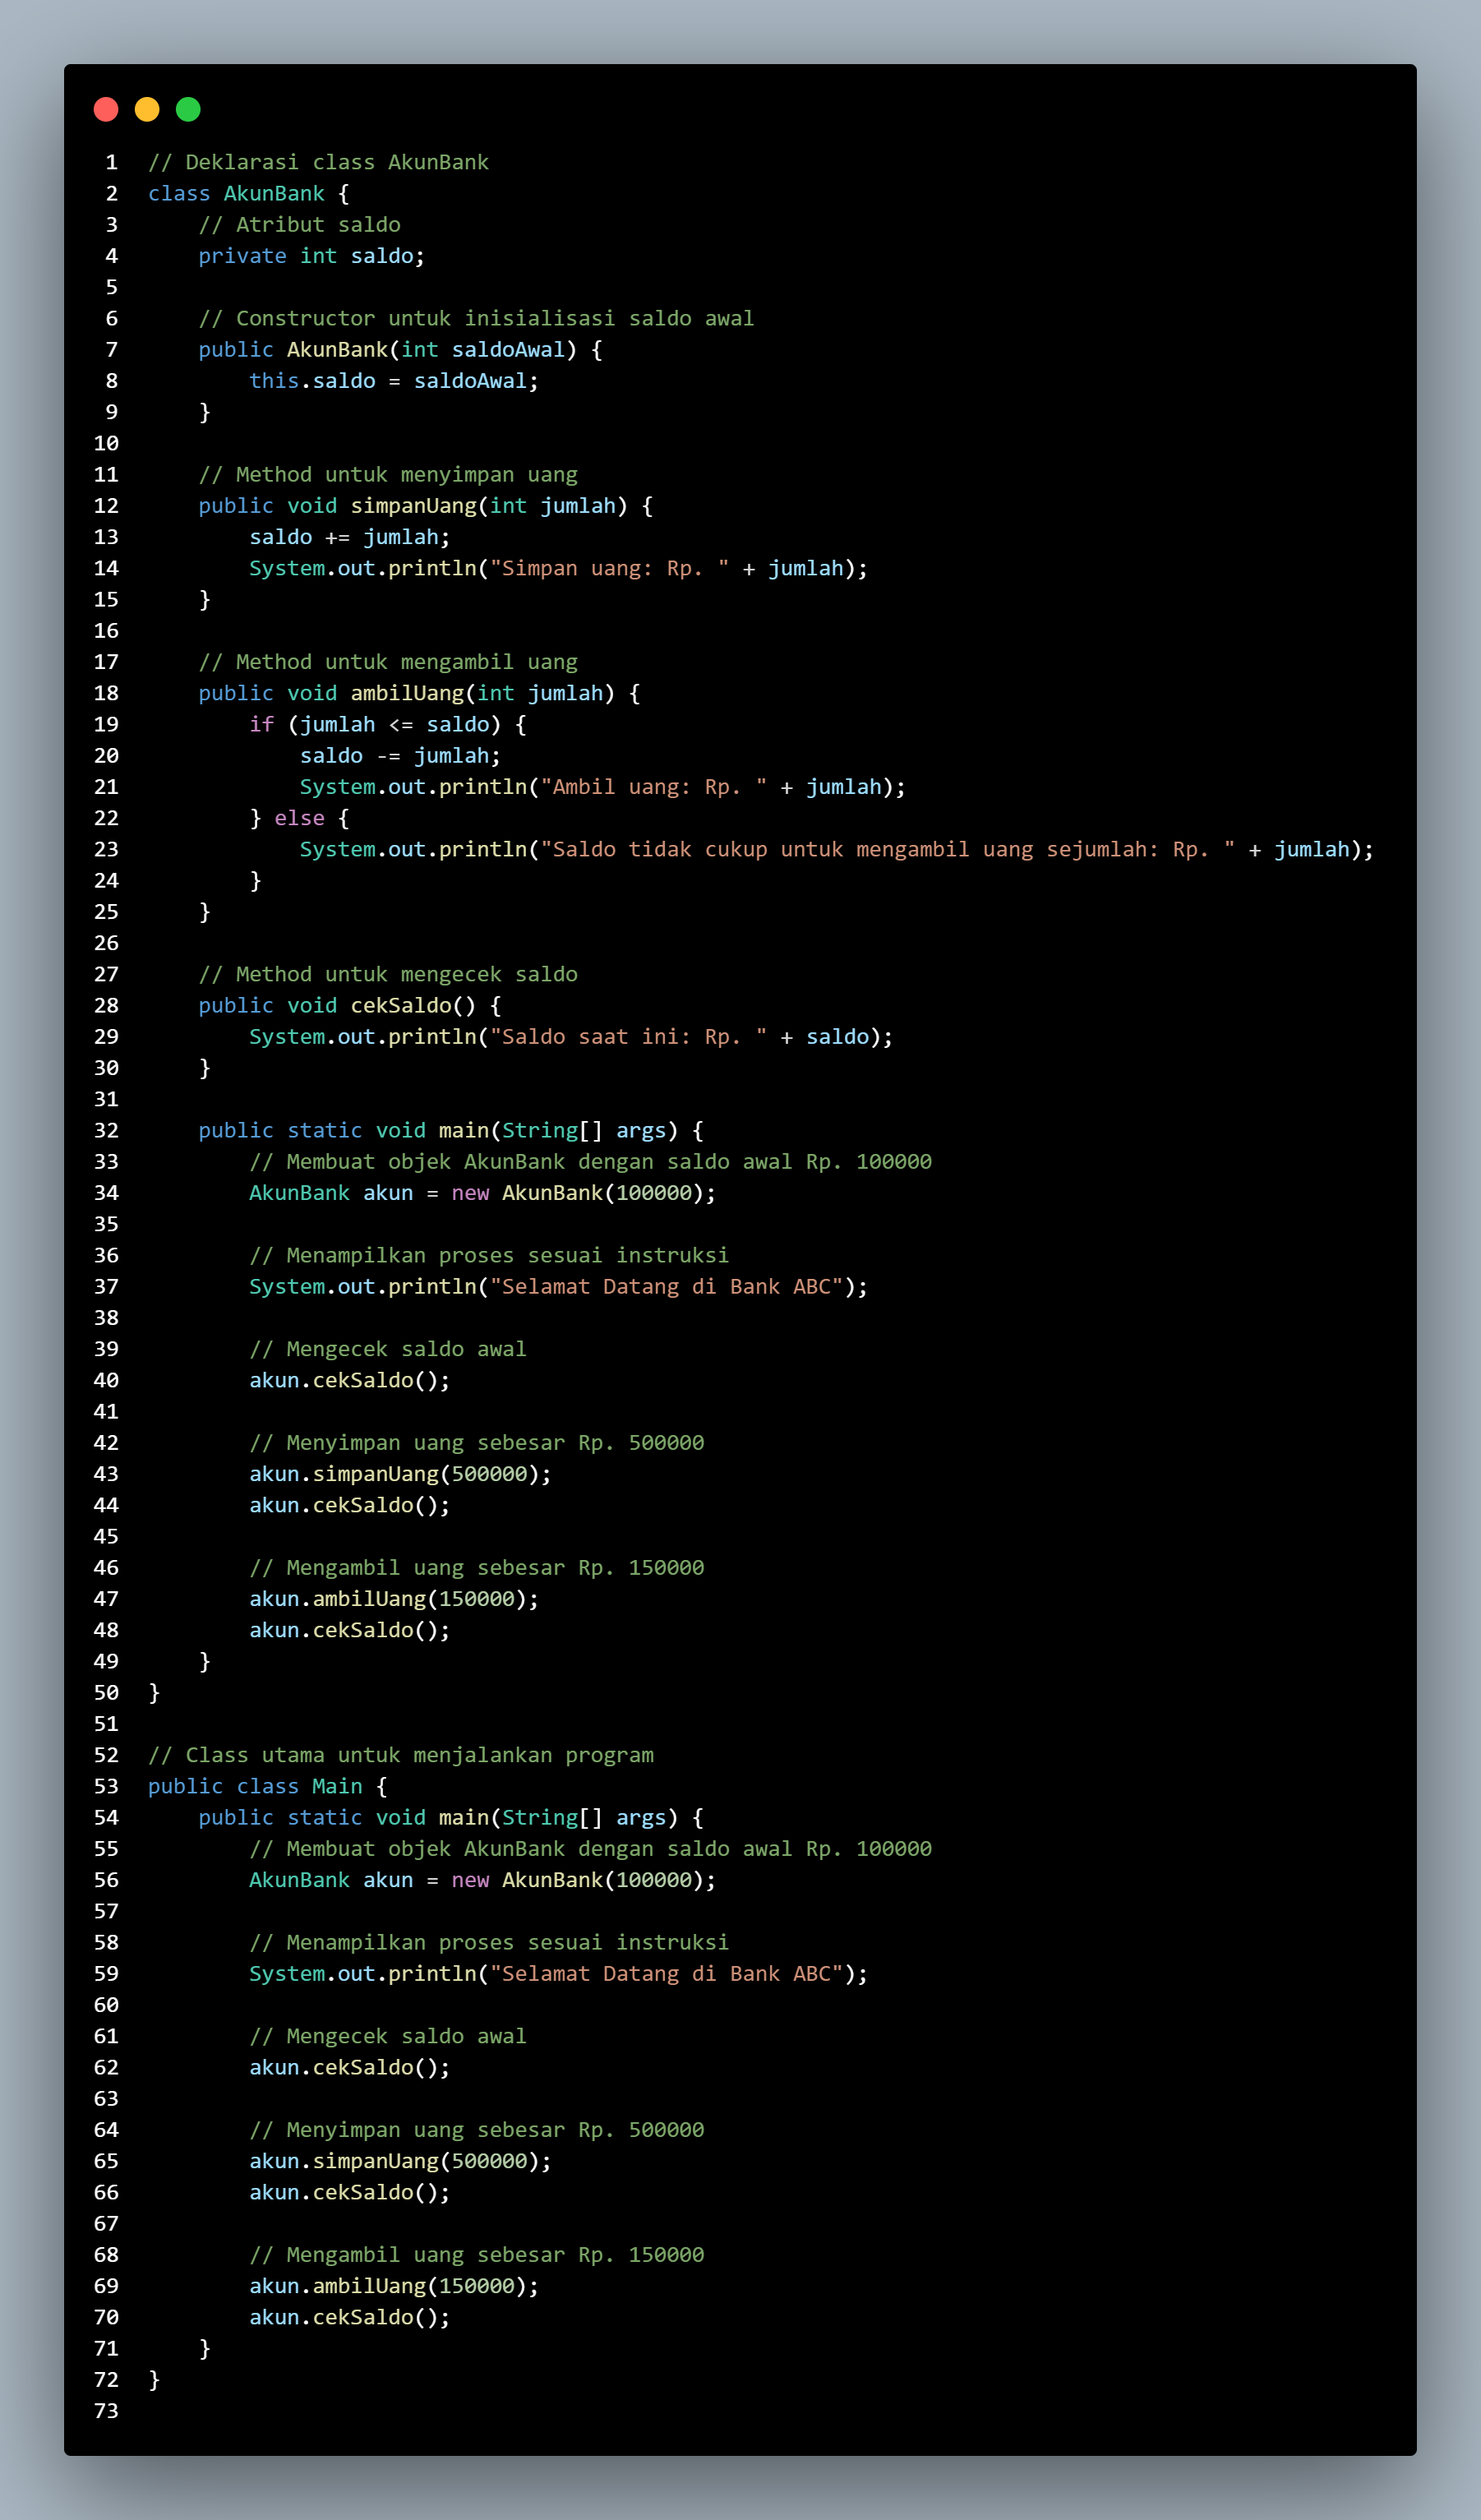 1 // Deklarasi class AkunBank
2 class AkunBank {
3     // Atribut saldo
4     private int saldo;
5
6     // Constructor untuk inisialisasi saldo awal
7     public AkunBank(int saldoAwal) {
8         this.saldo = saldoAwal;
9     }
10
11     // Method untuk menyimpan uang
12     public void simpanUang(int jumlah) {
13         saldo += jumlah;
14         System.out.println("Simpan uang: Rp. " + jumlah);
15     }
16
17     // Method untuk mengambil uang
18     public void ambilUang(int jumlah) {
19         if (jumlah <= saldo) {
20             saldo -= jumlah;
21             System.out.println("Ambil uang: Rp. " + jumlah);
22         } else {
23             System.out.println("Saldo tidak cukup untuk mengambil uang sejumlah: Rp. " + jumlah);
24         }
25     }
26
27     // Method untuk mengecek saldo
28     public void cekSaldo() {
29         System.out.println("Saldo saat ini: Rp. " + saldo);
30     }
31
32     public static void main(String[] args) {
33         // Membuat objek AkunBank dengan saldo awal Rp. 100000
34         AkunBank akun = new AkunBank(100000);
35
36         // Menampilkan proses sesuai instruksi
37         System.out.println("Selamat Datang di Bank ABC");
38
39         // Mengecek saldo awal
40         akun.cekSaldo();
41
42         // Menyimpan uang sebesar Rp. 500000
43         akun.simpanUang(500000);
44         akun.cekSaldo();
45
46         // Mengambil uang sebesar Rp. 150000
47         akun.ambilUang(150000);
48         akun.cekSaldo();
49     }
50 }
51
52 // Class utama untuk menjalankan program
53 public class Main {
54     public static void main(String[] args) {
55         // Membuat objek AkunBank dengan saldo awal Rp. 100000
56         AkunBank akun = new AkunBank(100000);
57
58         // Menampilkan proses sesuai instruksi
59         System.out.println("Selamat Datang di Bank ABC");
60
61         // Mengecek saldo awal
62         akun.cekSaldo();
63
64         // Menyimpan uang sebesar Rp. 500000
65         akun.simpanUang(500000);
66         akun.cekSaldo();
67
68         // Mengambil uang sebesar Rp. 150000
69         akun.ambilUang(150000);
70         akun.cekSaldo();
71     }
72 }
73